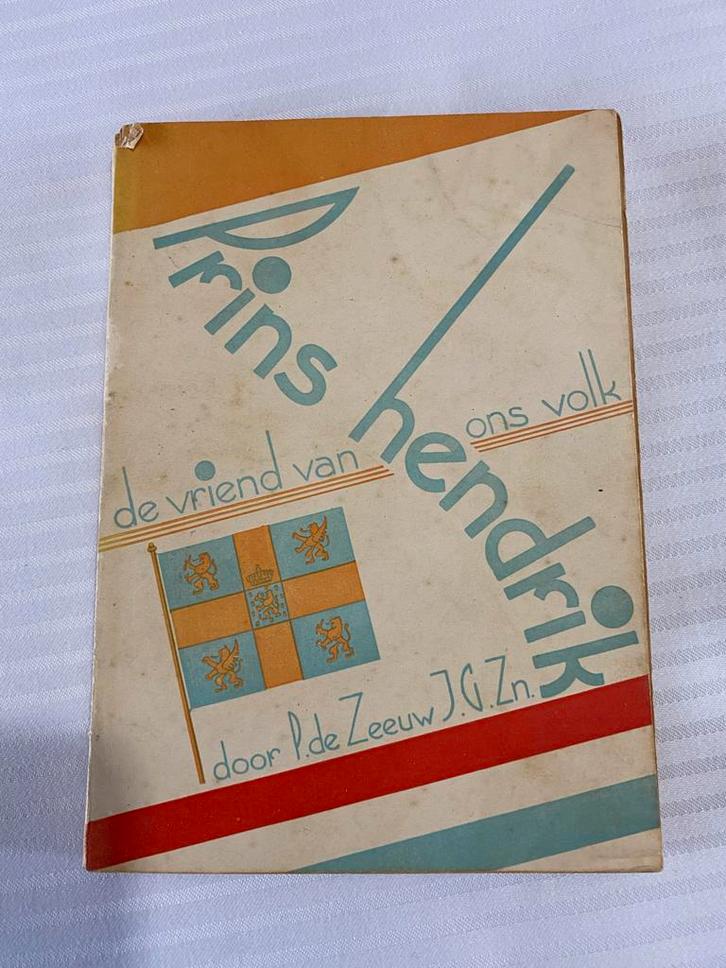 Prins
hendrik
de vriend van ons volk
door P. de Zeeuw J.G.Zn.